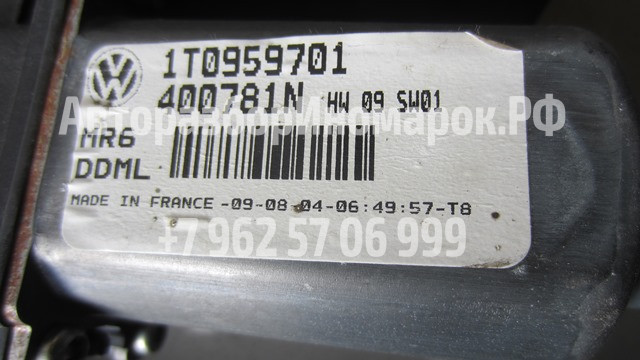 1T0959701
400781N HW 09 SW01
АвторазборИномарок.РФ
MR6
DDML
MADE IN FRANCE -09-08-04-06:49:57-T8
+7 962 57 06 999